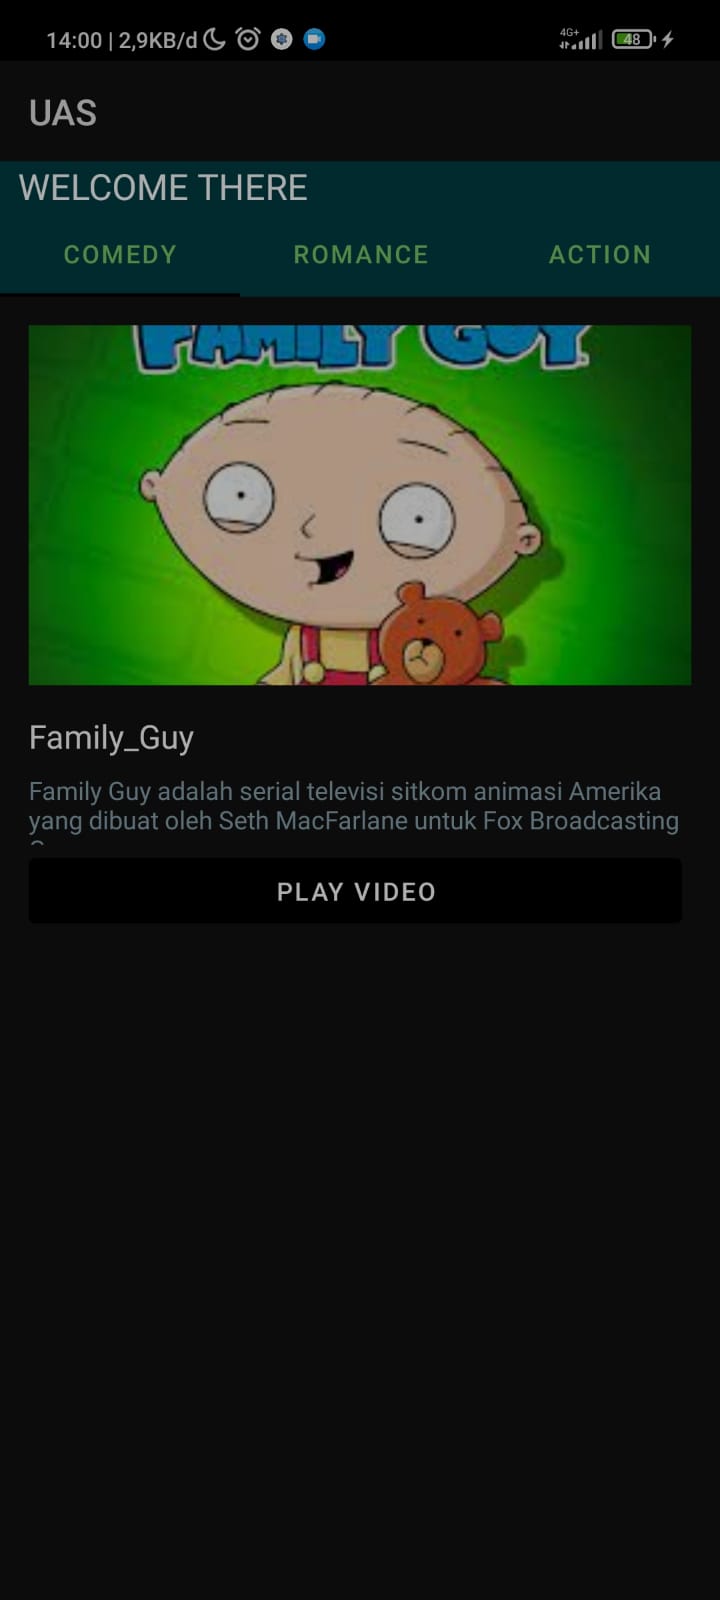 14:00 | 2,9KB/d
4G+
48
UAS
WELCOME THERE
COMEDY
ROMANCE
ACTION
FAMILY GUY
Family_Guy
Family Guy adalah serial televisi sitkom animasi Amerika
yang dibuat oleh Seth MacFarlane untuk Fox Broadcasting
PLAY VIDEO